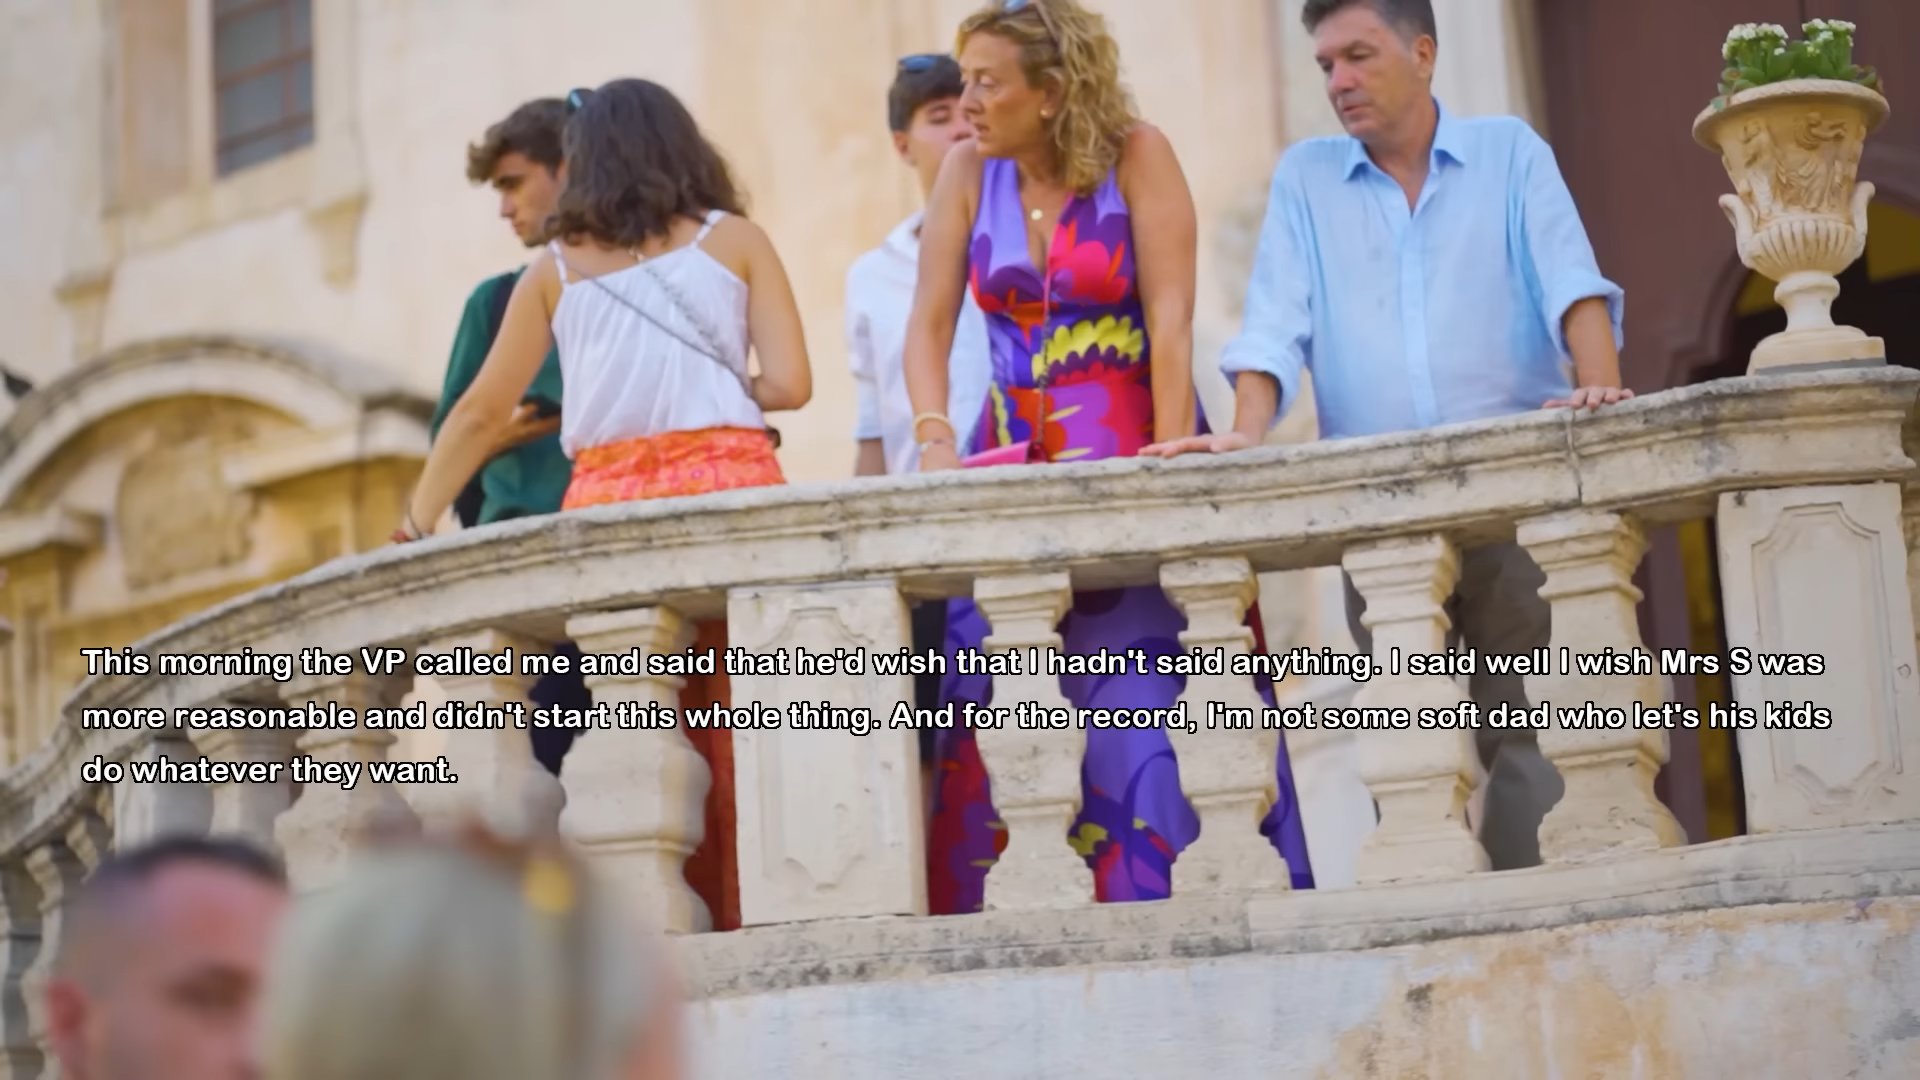 This morning the VP called me and said that he'd wish that I hadn't said anything. I said well I wish Mrs S was
more reasonable and didn't start this whole thing. And for the record, I'm not some soft dad who let's his kids
do whatever they want.